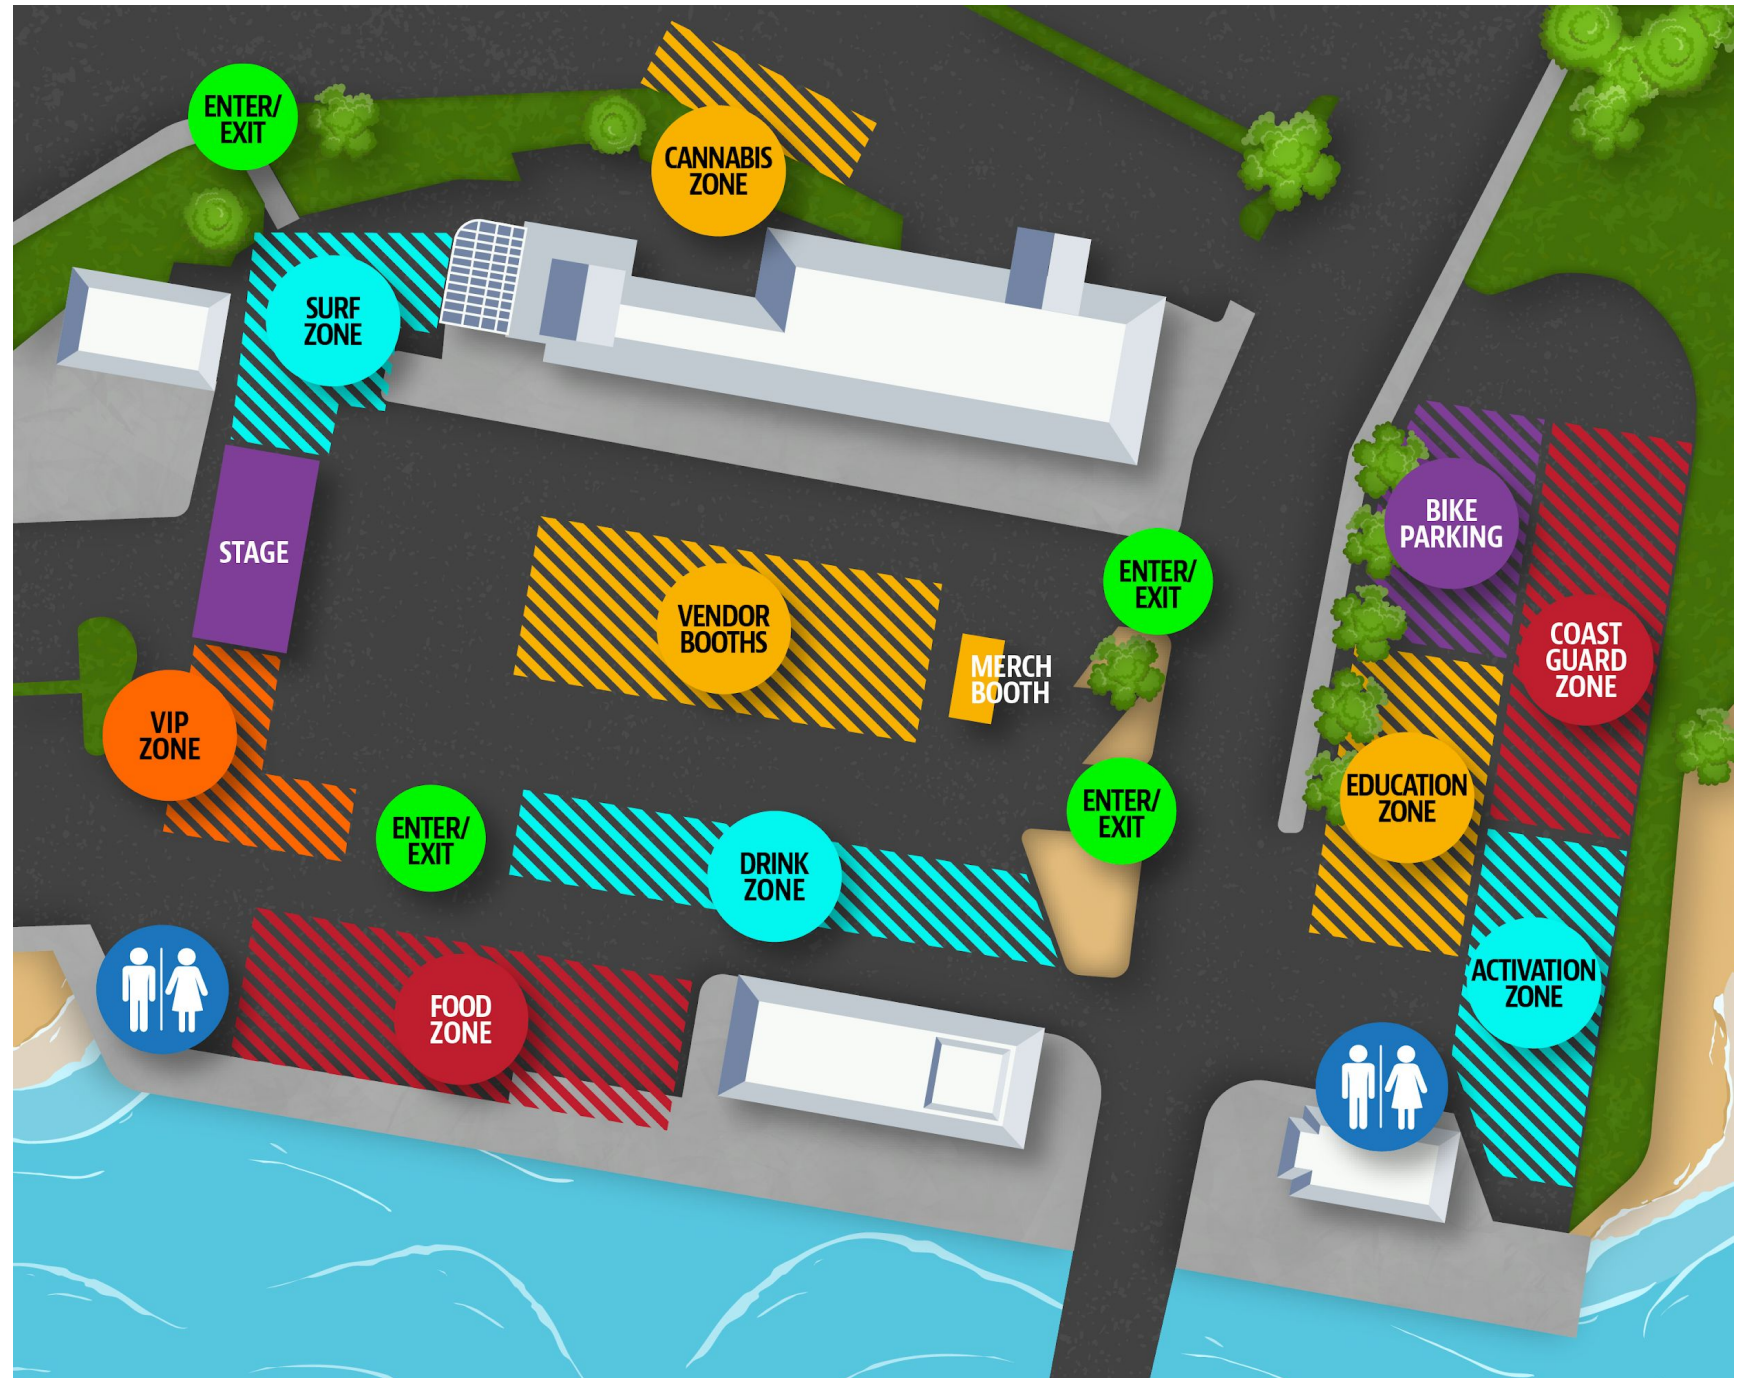 ENTER/
EXIT
CANNABIS
ZONE
SURF
ZONE
STAGE
BIKE
PARKING
ENTER/
EXIT
VENDOR
BOOTHS
MERCH
BOOTH
COAST
GUARD
ZONE
VIP
ZONE
ENTER/
EXIT
ENTER/
EXIT
EDUCATION
ZONE
DRINK
ZONE
FOOD
ZONE
ACTIVATION
ZONE